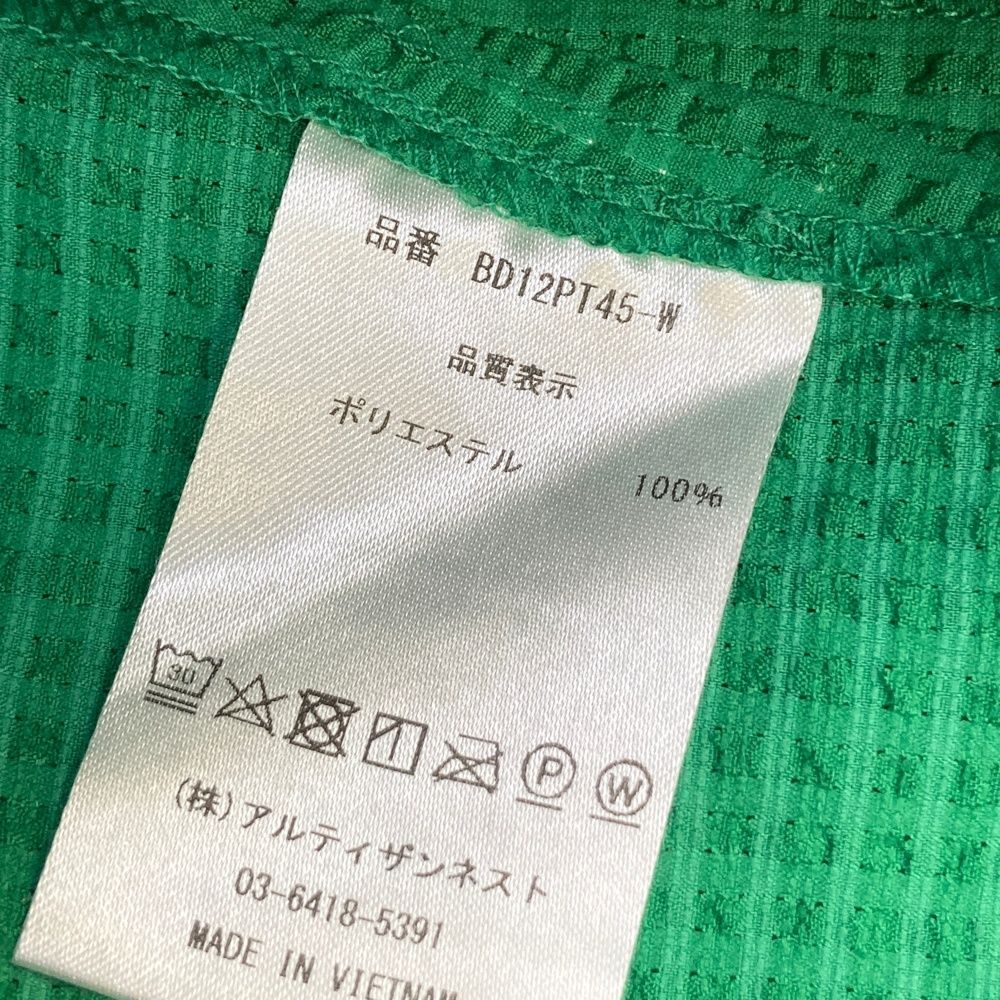 品番 BD12PT45-W
品質表示
ポリエステル 100%
30
P W
(株)アルティザンネスト
03-6418-5391
MADE IN VIETNAM